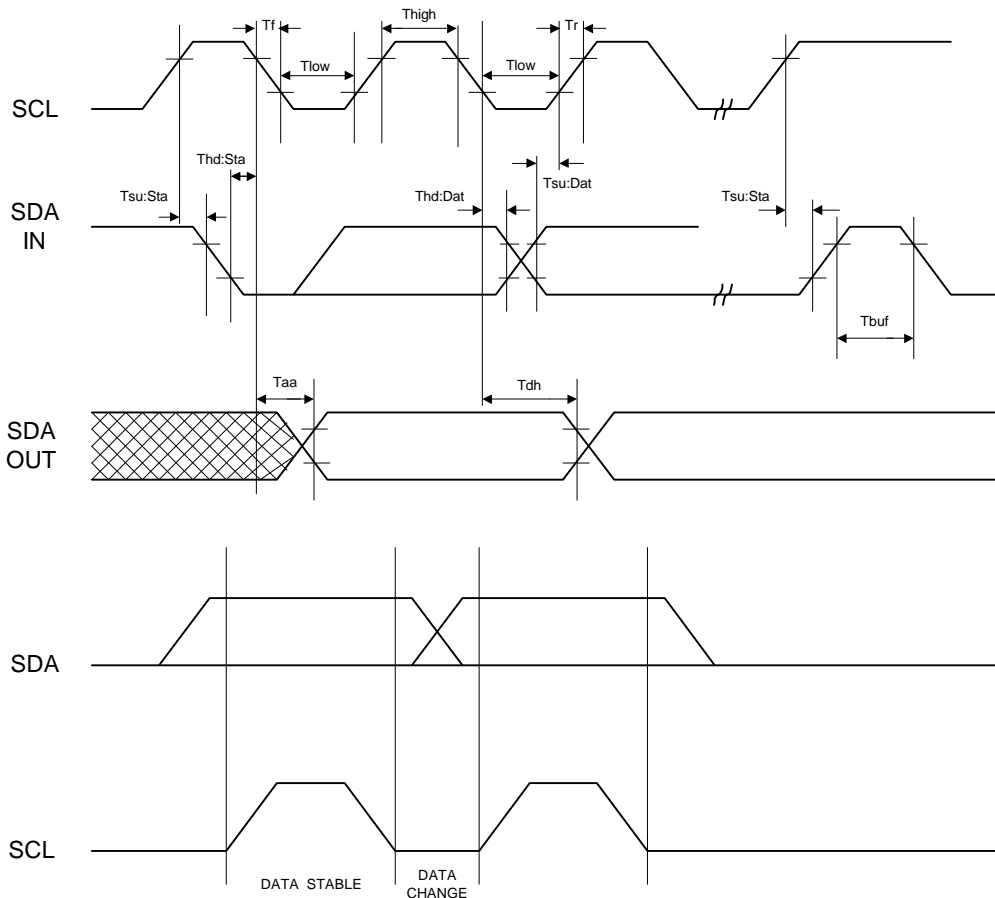 Tf
Thigh
Tr
Tlow
Tlow
SCL
Thd:Sta
Tsu:Sta
Thd:Dat
Tsu:Dat
Tsu:Sta
SDA
IN
Tbuf
Taa
Tdh
SDA
OUT
SDA
SCL
DATA STABLE
DATA
CHANGE